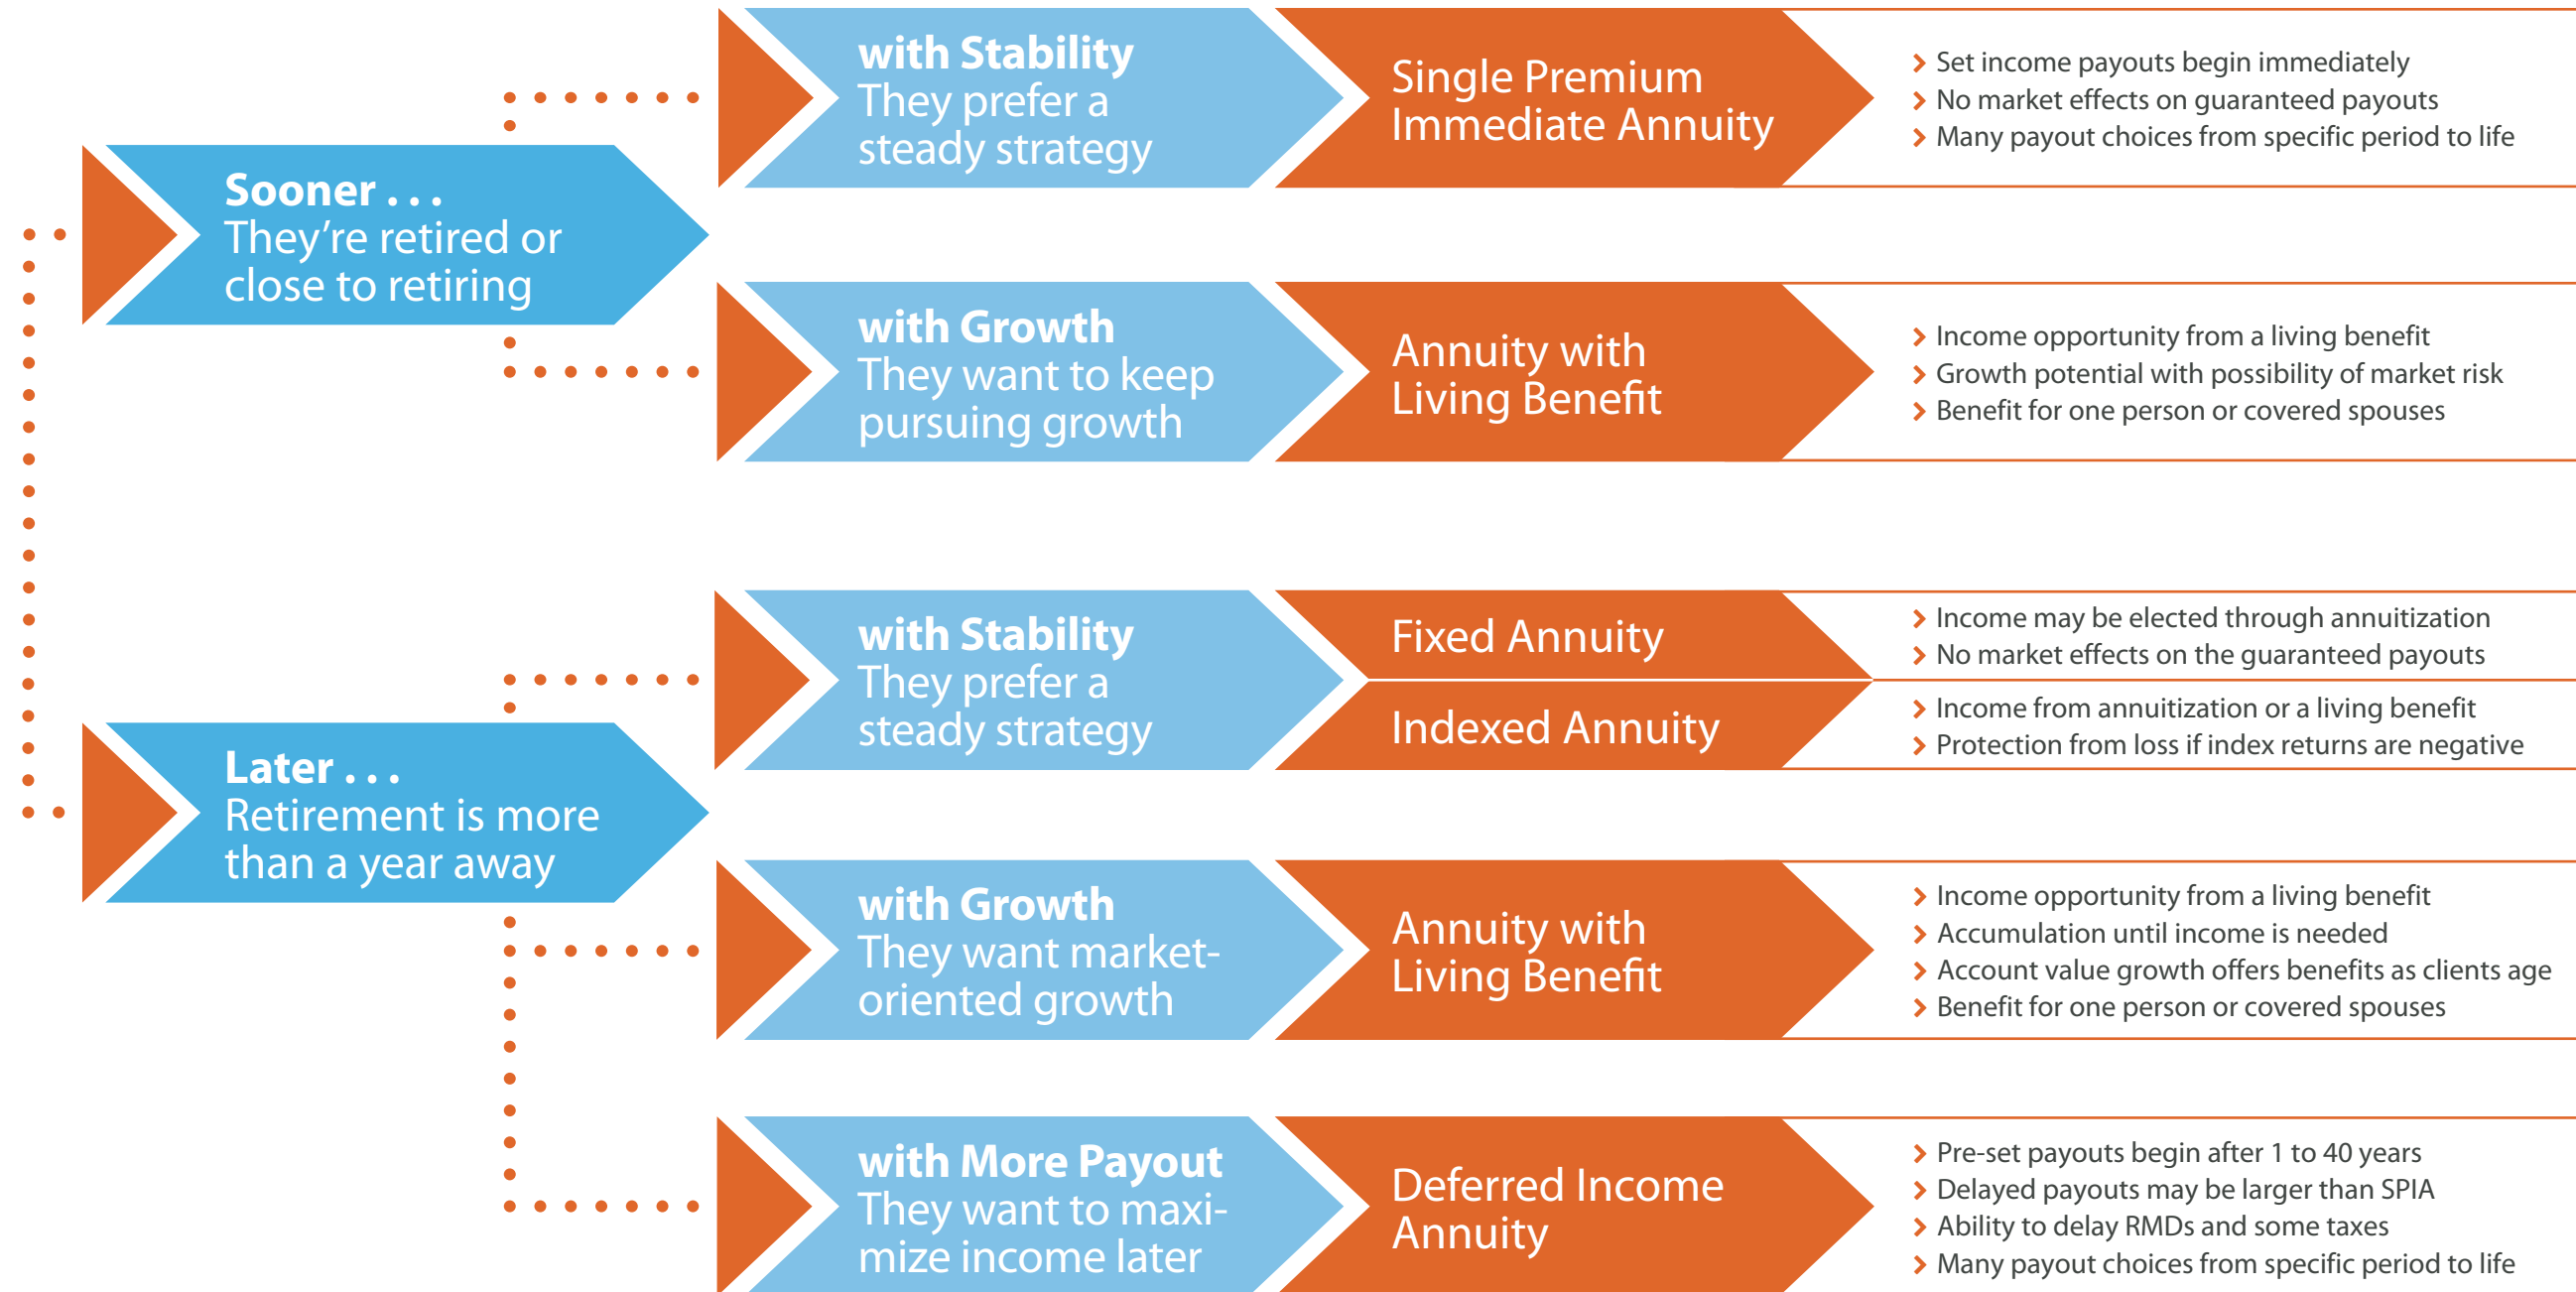 Sooner . . .
They’re retired or
close to retiring
with Stability
They prefer a
steady strategy
Single Premium
Immediate Annuity
Set income payouts begin immediately
No market effects on guaranteed payouts
Many payout choices from specific period to life
with Growth
They want to keep
pursuing growth
Annuity with
Living Benefit
Income opportunity from a living benefit
Growth potential with possibility of market risk
Benefit for one person or covered spouses
Later . . .
Retirement is more
than a year away
with Stability
They prefer a
steady strategy
Fixed Annuity
Income may be elected through annuitization
No market effects on the guaranteed payouts
Indexed Annuity
Income from annuitization or a living benefit
Protection from loss if index returns are negative
with Growth
They want market-
oriented growth
Annuity with
Living Benefit
Income opportunity from a living benefit
Accumulation until income is needed
Account value growth offers benefits as clients age
Benefit for one person or covered spouses
with More Payout
They want to maxi-
mize income later
Deferred Income
Annuity
Pre-set payouts begin after 1 to 40 years
Delayed payouts may be larger than SPIA
Ability to delay RMDs and some taxes
Many payout choices from specific period to life